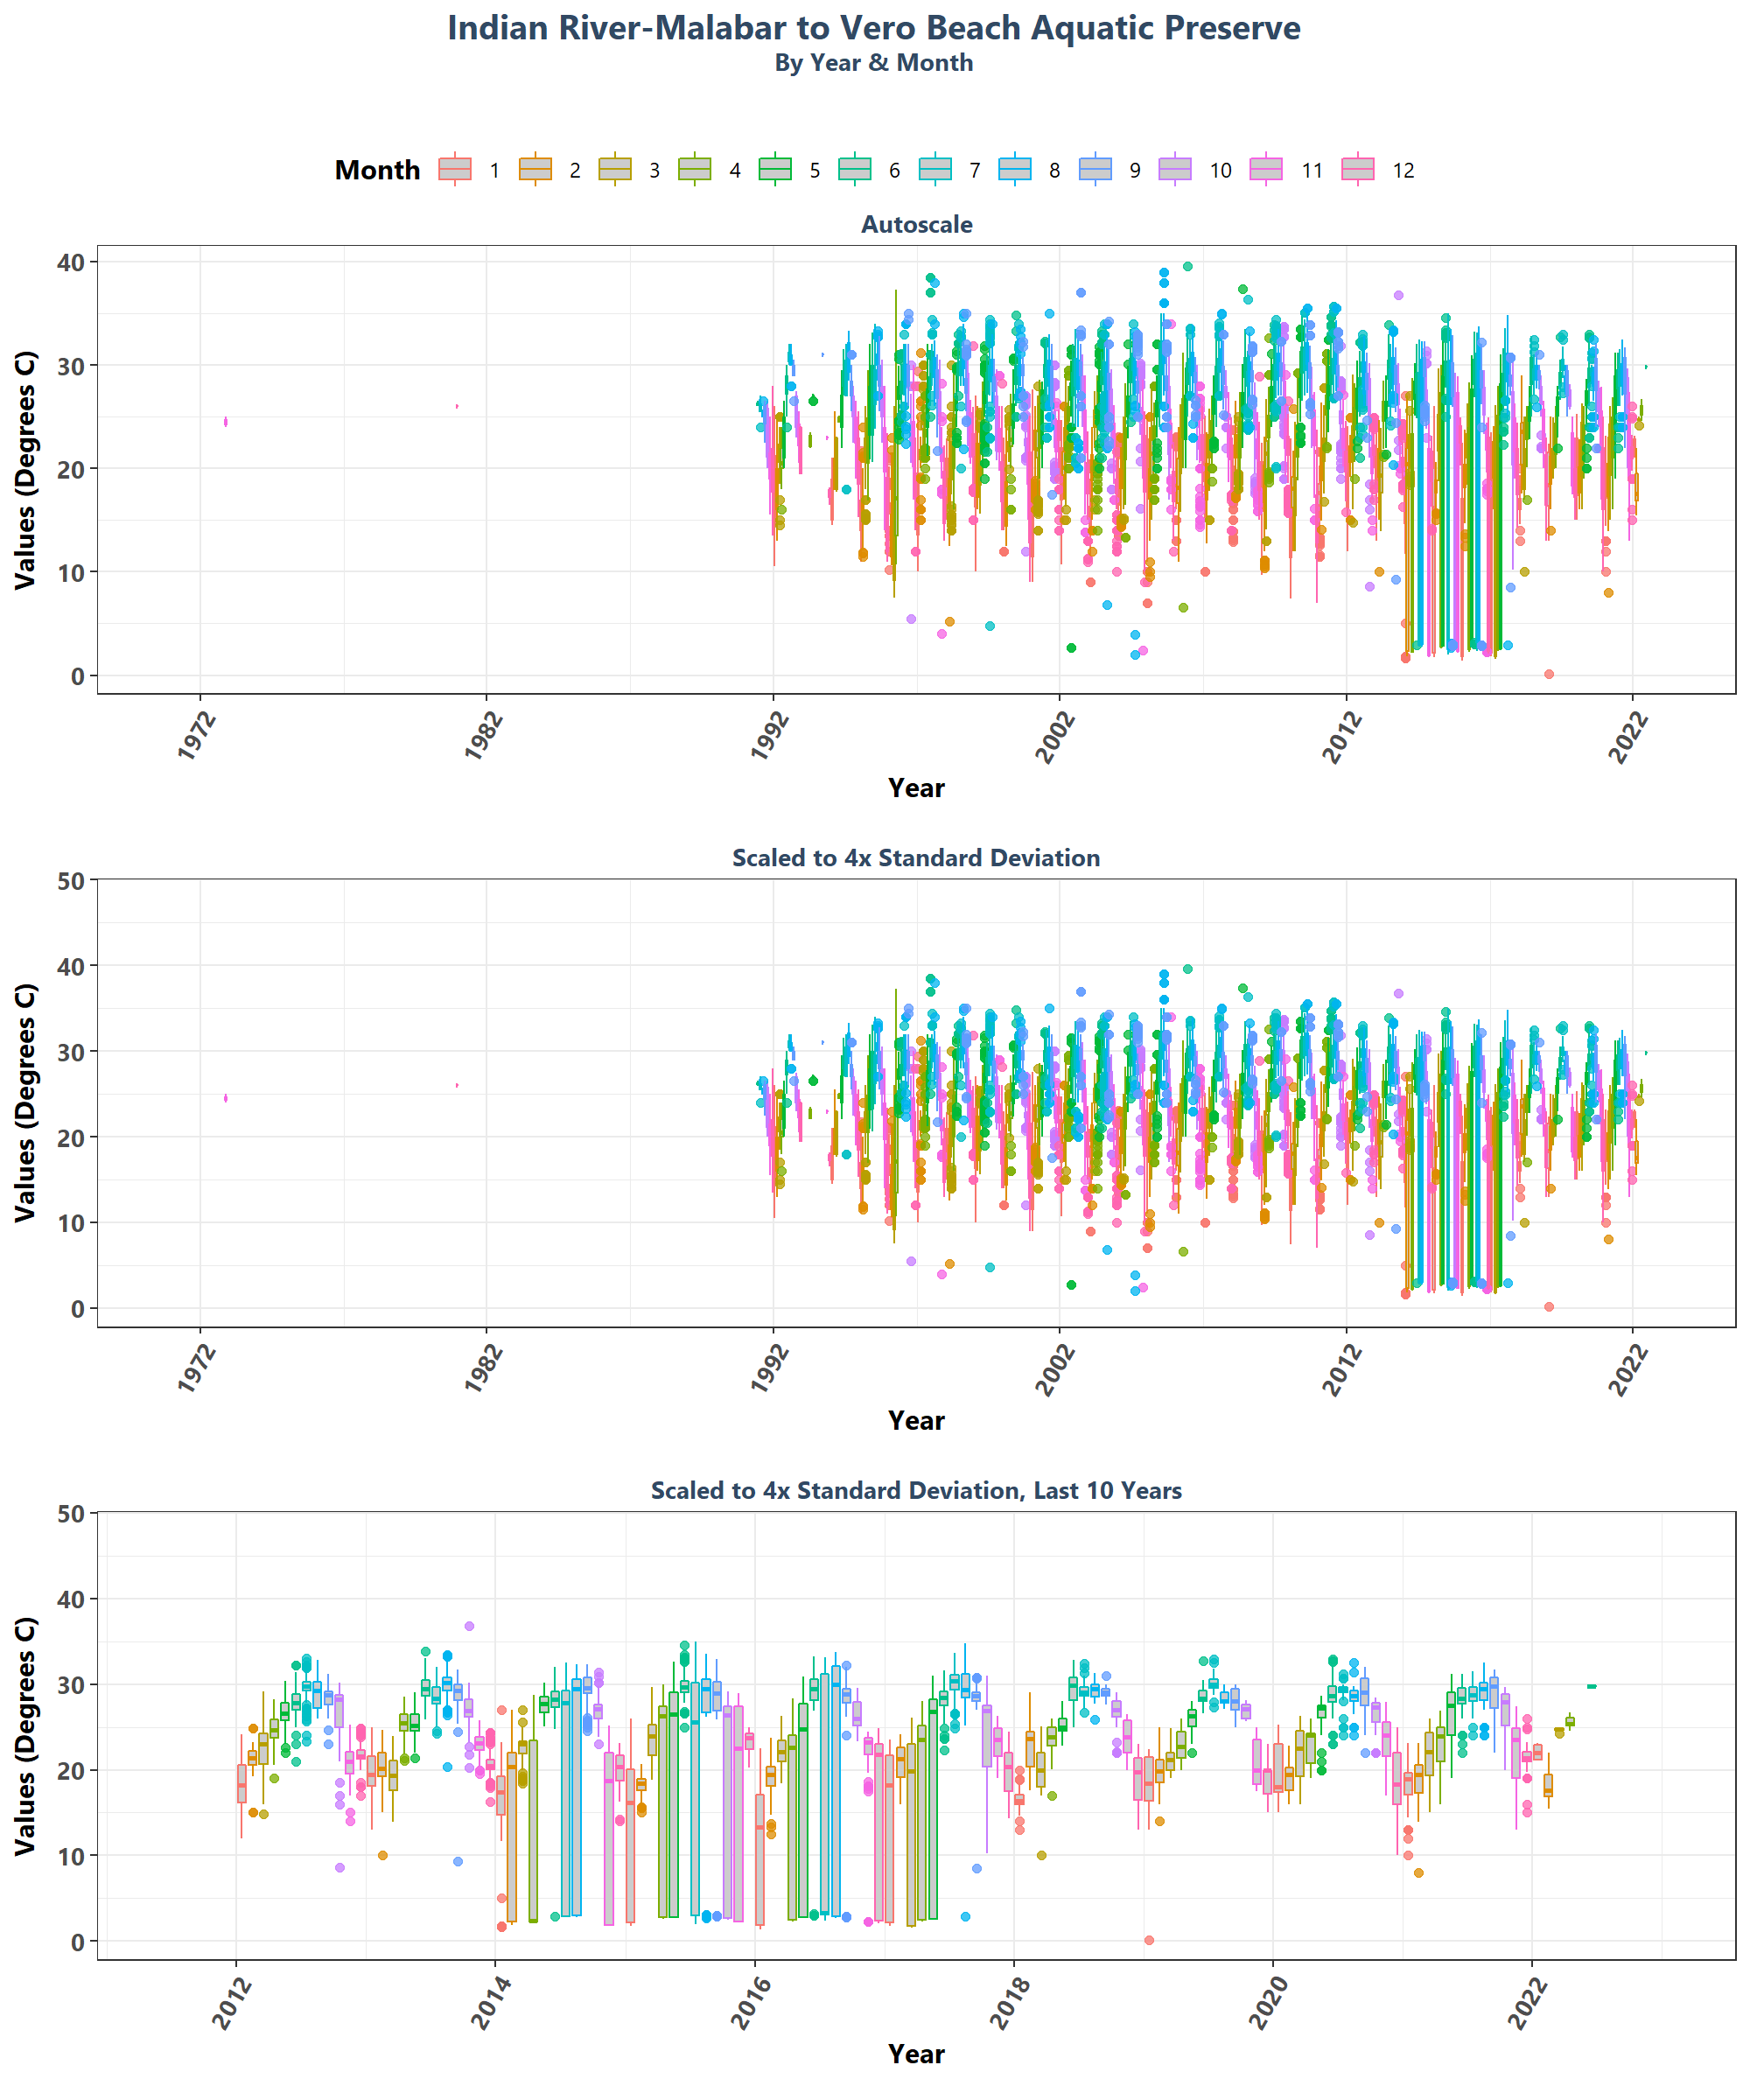 Indian River-Malabar to Vero Beach Aquatic Preserve
By Year & Month
Month 1 2 3 4 5 6 7 8 9 10 11 12
Autoscale
Values (Degrees C)
40
30
20
10
0
1972 1982 1992 2002 2012 2022
Year
Scaled to 4x Standard Deviation
Values (Degrees C)
50
40
30
20
10
0
1972 1982 1992 2002 2012 2022
Year
Scaled to 4x Standard Deviation, Last 10 Years
Values (Degrees C)
50
40
30
20
10
0
2012 2014 2016 2018 2020 2022
Year